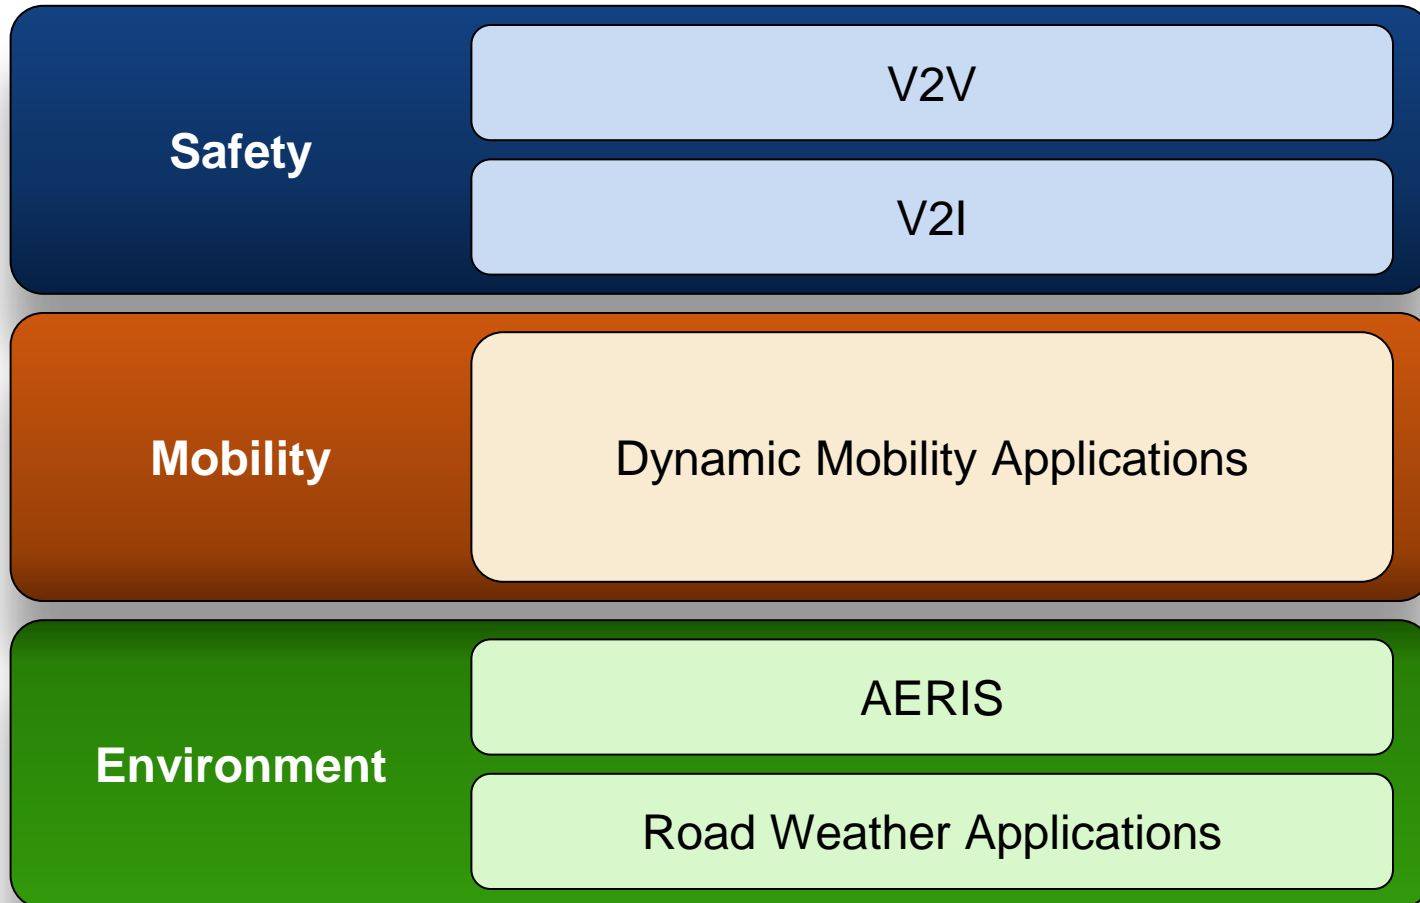 Safety
V2V
V2I
Mobility
Dynamic Mobility Applications
Environment
AERIS
Road Weather Applications